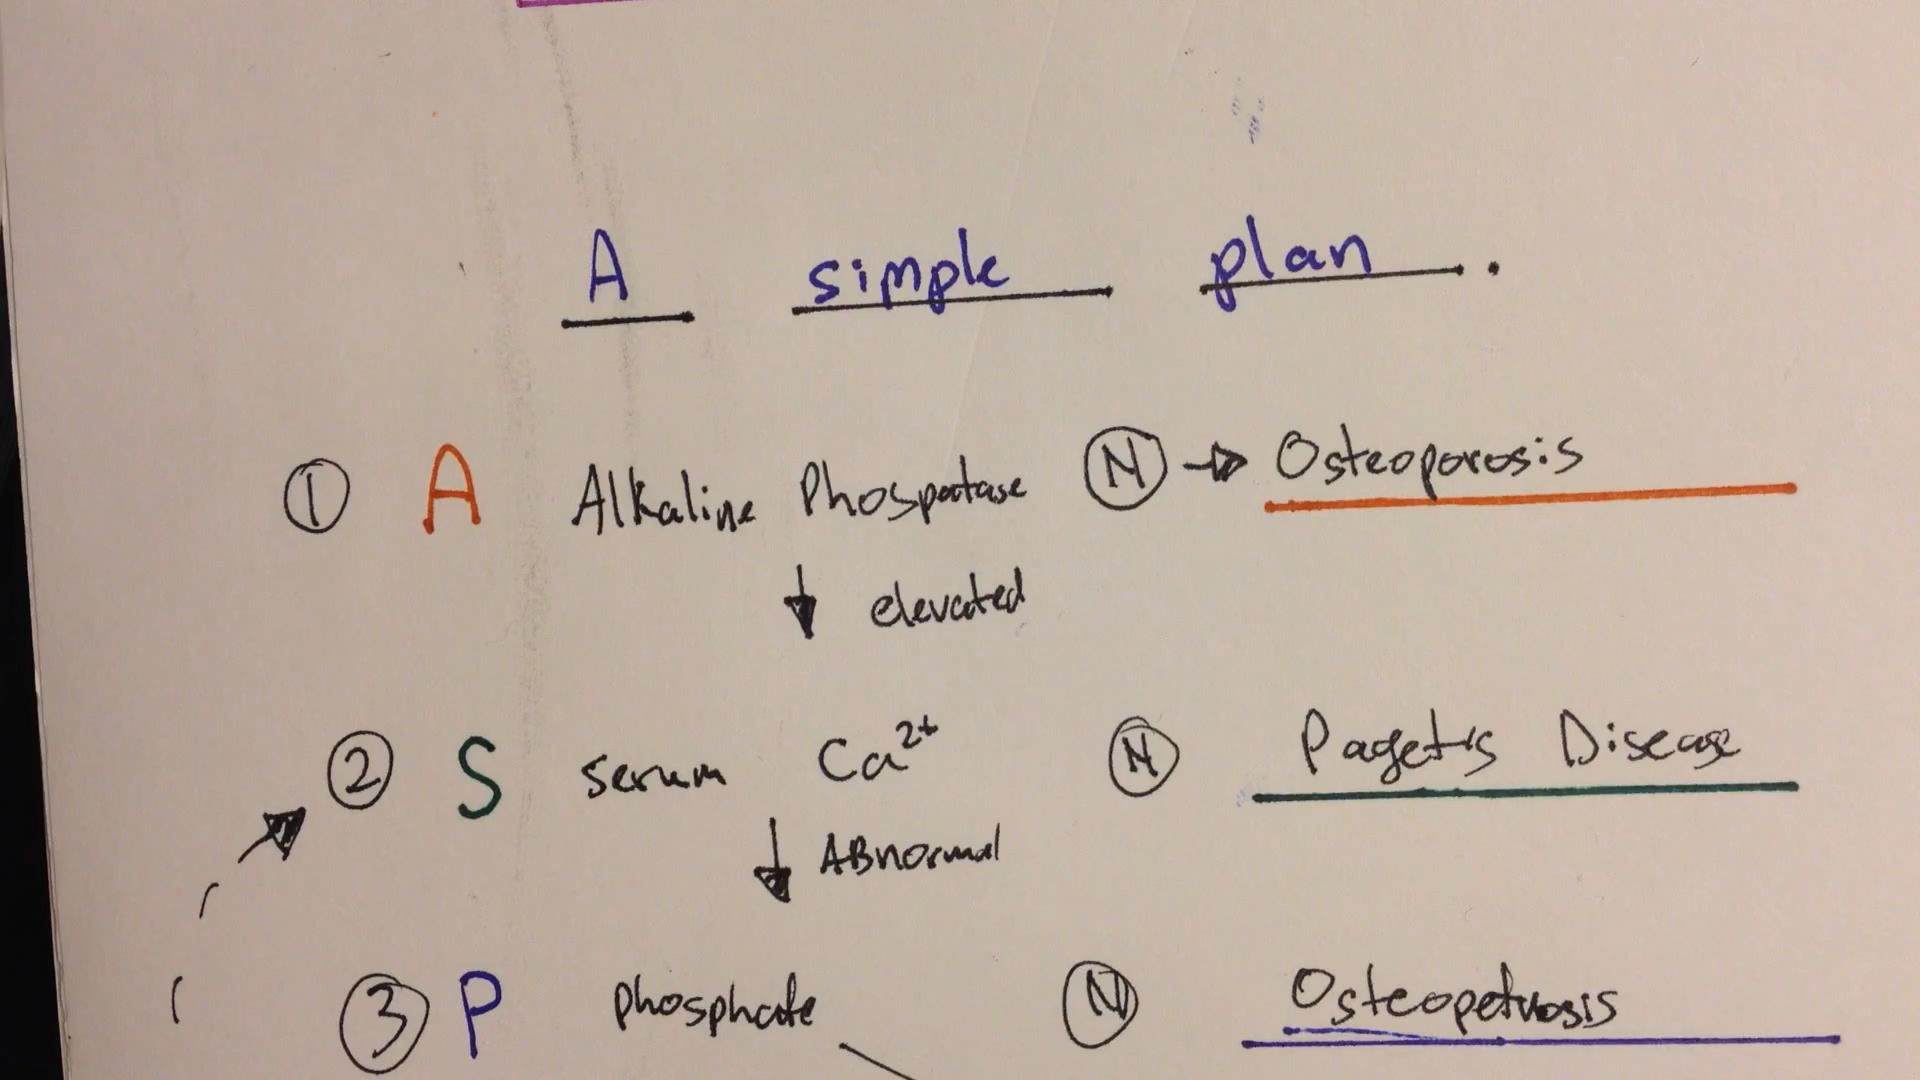 A simple plan.
① A Alkaline Phospatase Ⓝ → Osteoporosis
↓ elevated
② S serum Ca²⁺ Ⓝ Paget's Disease
↓ ABnormal
③ P phosphate Ⓝ Osteopetrosis